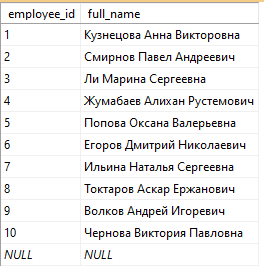 employee_id full_name
1 Кузнецова Анна Викторовна
2 Смирнов Павел Андреевич
3 Ли Марина Сергеевна
4 Жумабаев Алихан Рустемович
5 Попова Оксана Валерьевна
6 Егоров Дмитрий Николаевич
7 Ильина Наталья Сергеевна
8 Токтаров Аскар Ержанович
9 Волков Андрей Игоревич
10 Чернова Виктория Павловна
NULL NULL